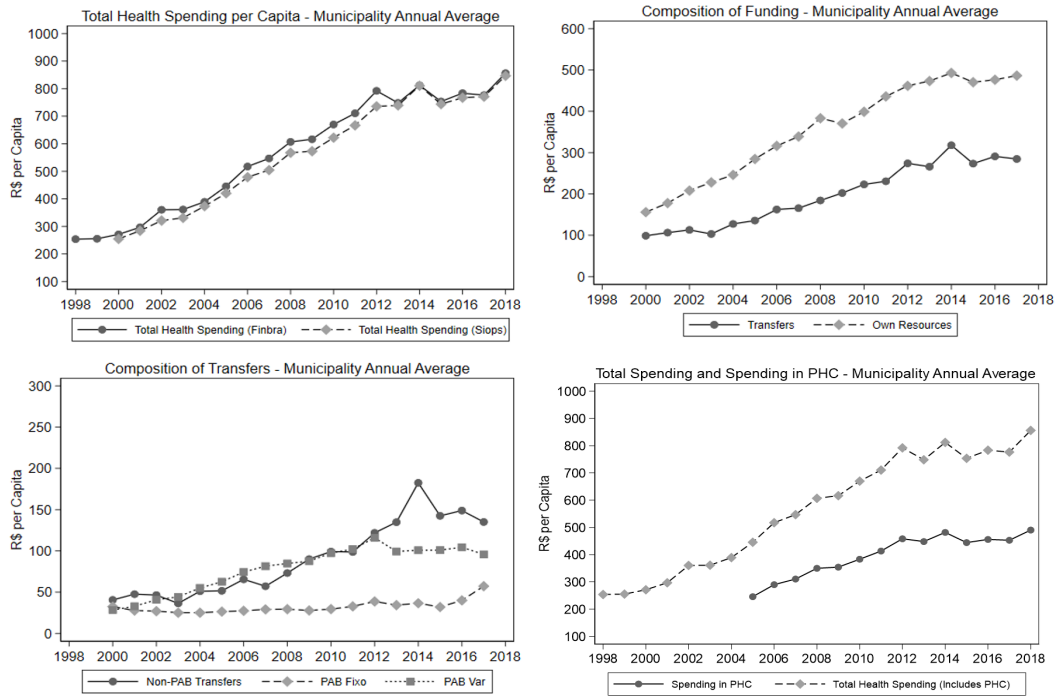 Total Health Spending per Capita - Municipality Annual Average
R$ per Capita
1000
900
800
700
600
500
400
300
200
100
1998 2000 2002 2004 2006 2008 2010 2012 2014 2016 2018
Total Health Spending (Finbra) Total Health Spending (Siops)
Composition of Funding - Municipality Annual Average
R$ per Capita
600
500
400
300
200
100
0
1998 2000 2002 2004 2006 2008 2010 2012 2014 2016 2018
Transfers Own Resources
Composition of Transfers - Municipality Annual Average
R$ per Capita
300
250
200
150
100
50
0
1998 2000 2002 2004 2006 2008 2010 2012 2014 2016 2018
Non-PAB Transfers PAB Fixo PAB Var
Total Spending and Spending in PHC - Municipality Annual Average
R$ per Capita
1000
900
800
700
600
500
400
300
200
100
1998 2000 2002 2004 2006 2008 2010 2012 2014 2016 2018
Spending in PHC Total Health Spending (Includes PHC)